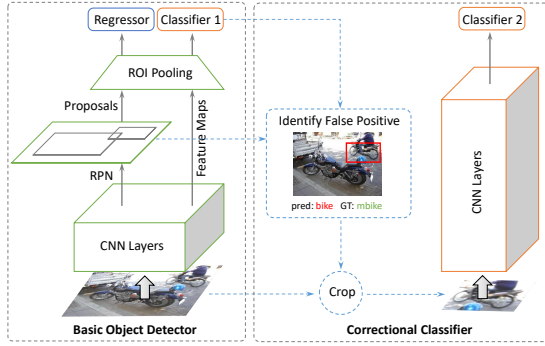 Regressor
Classifier 1
ROI Pooling
Proposals
Feature Maps
RPN
CNN Layers
Basic Object Detector
Identify False Positive
pred: bike GT: mbike
Crop
Classifier 2
CNN Layers
Correctional Classifier